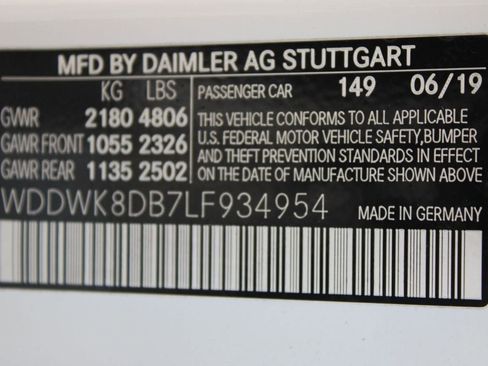 MFD BY DAIMLER AG STUTTGART
KG LBS PASSENGER CAR 149 06/19
GVWR 2180 4806 THIS VEHICLE CONFORMS TO ALL APPLICABLE
GAWR FRONT 1055 2326 U.S. FEDERAL MOTOR VEHICLE SAFETY, BUMPER
GAWR REAR 1135 2502 AND THEFT PREVENTION STANDARDS IN EFFECT
ON THE DATE OF MANUFACTURE SHOWN ABOVE
WDDWK8DB7LF934954 MADE IN GERMANY